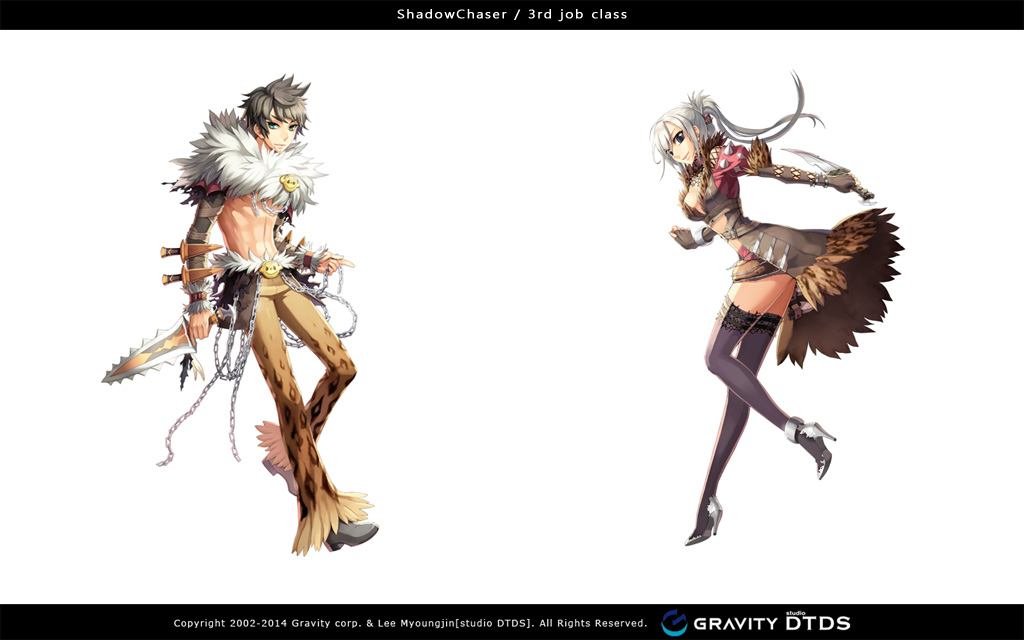 ShadowChaser / 3rd job class
Copyright 2002-2014 Gravity corp. & Lee Myoungjin[studio DTDS]. All Rights Reserved.
GRAVITY studio DTDS